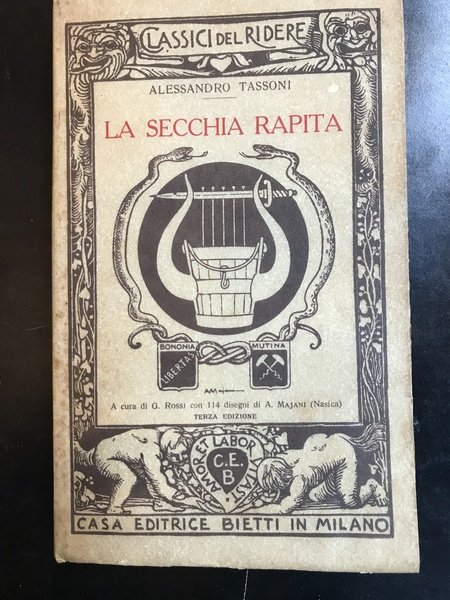 CLASSICI DEL RIDERE
ALESSANDRO TASSONI
LA SECCHIA RAPITA
BONONIA MUTINA
LIBERTAS
A cura di G. Rossi con 114 disegni di A. Majani (Nasica)
TERZA EDIZIONE
ET LABOR
C.E.
B
CASA EDITRICE BIETTI IN MILANO